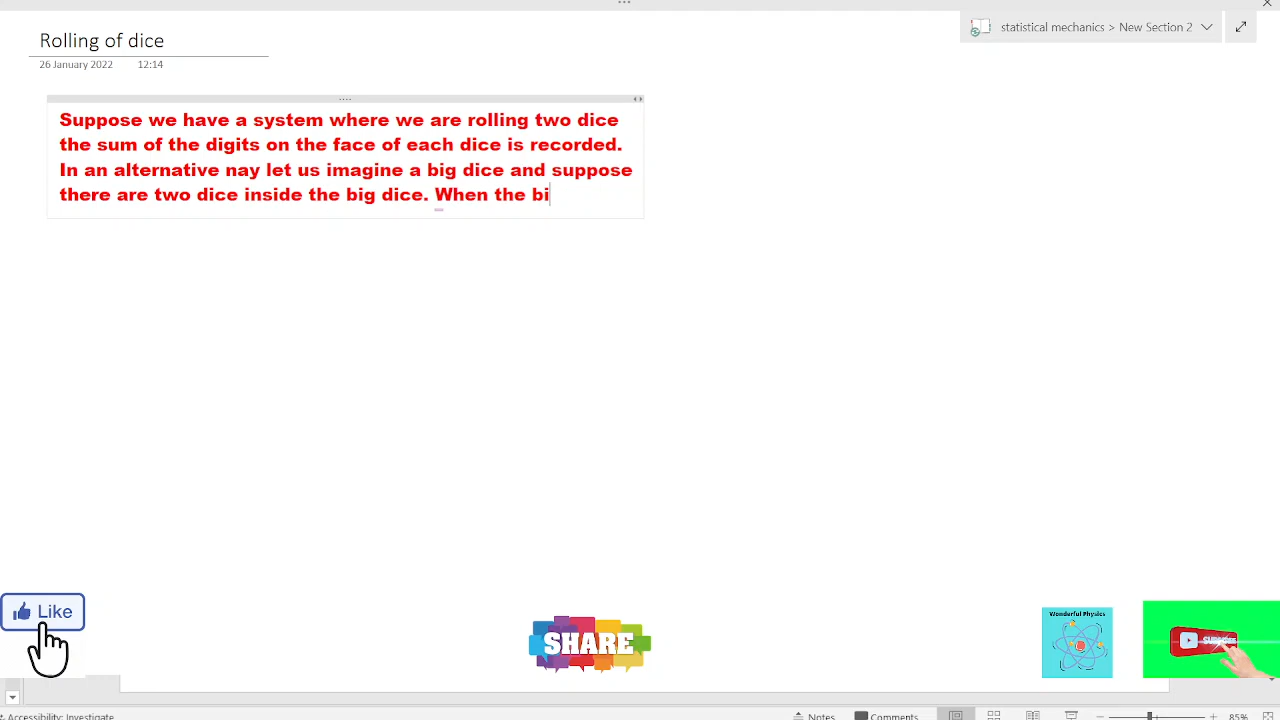 Rolling of dice
statistical mechanics > New Section 2
26 January 2022 12:14
Suppose we have a system where we are rolling two dice
the sum of the digits on the face of each dice is recorded.
In an alternative nay let us imagine a big dice and suppose
there are two dice inside the big dice. When the bi
Like
SHARE
Wonderful Physics
Accessibility: Investigate
Notes
Comments
85%